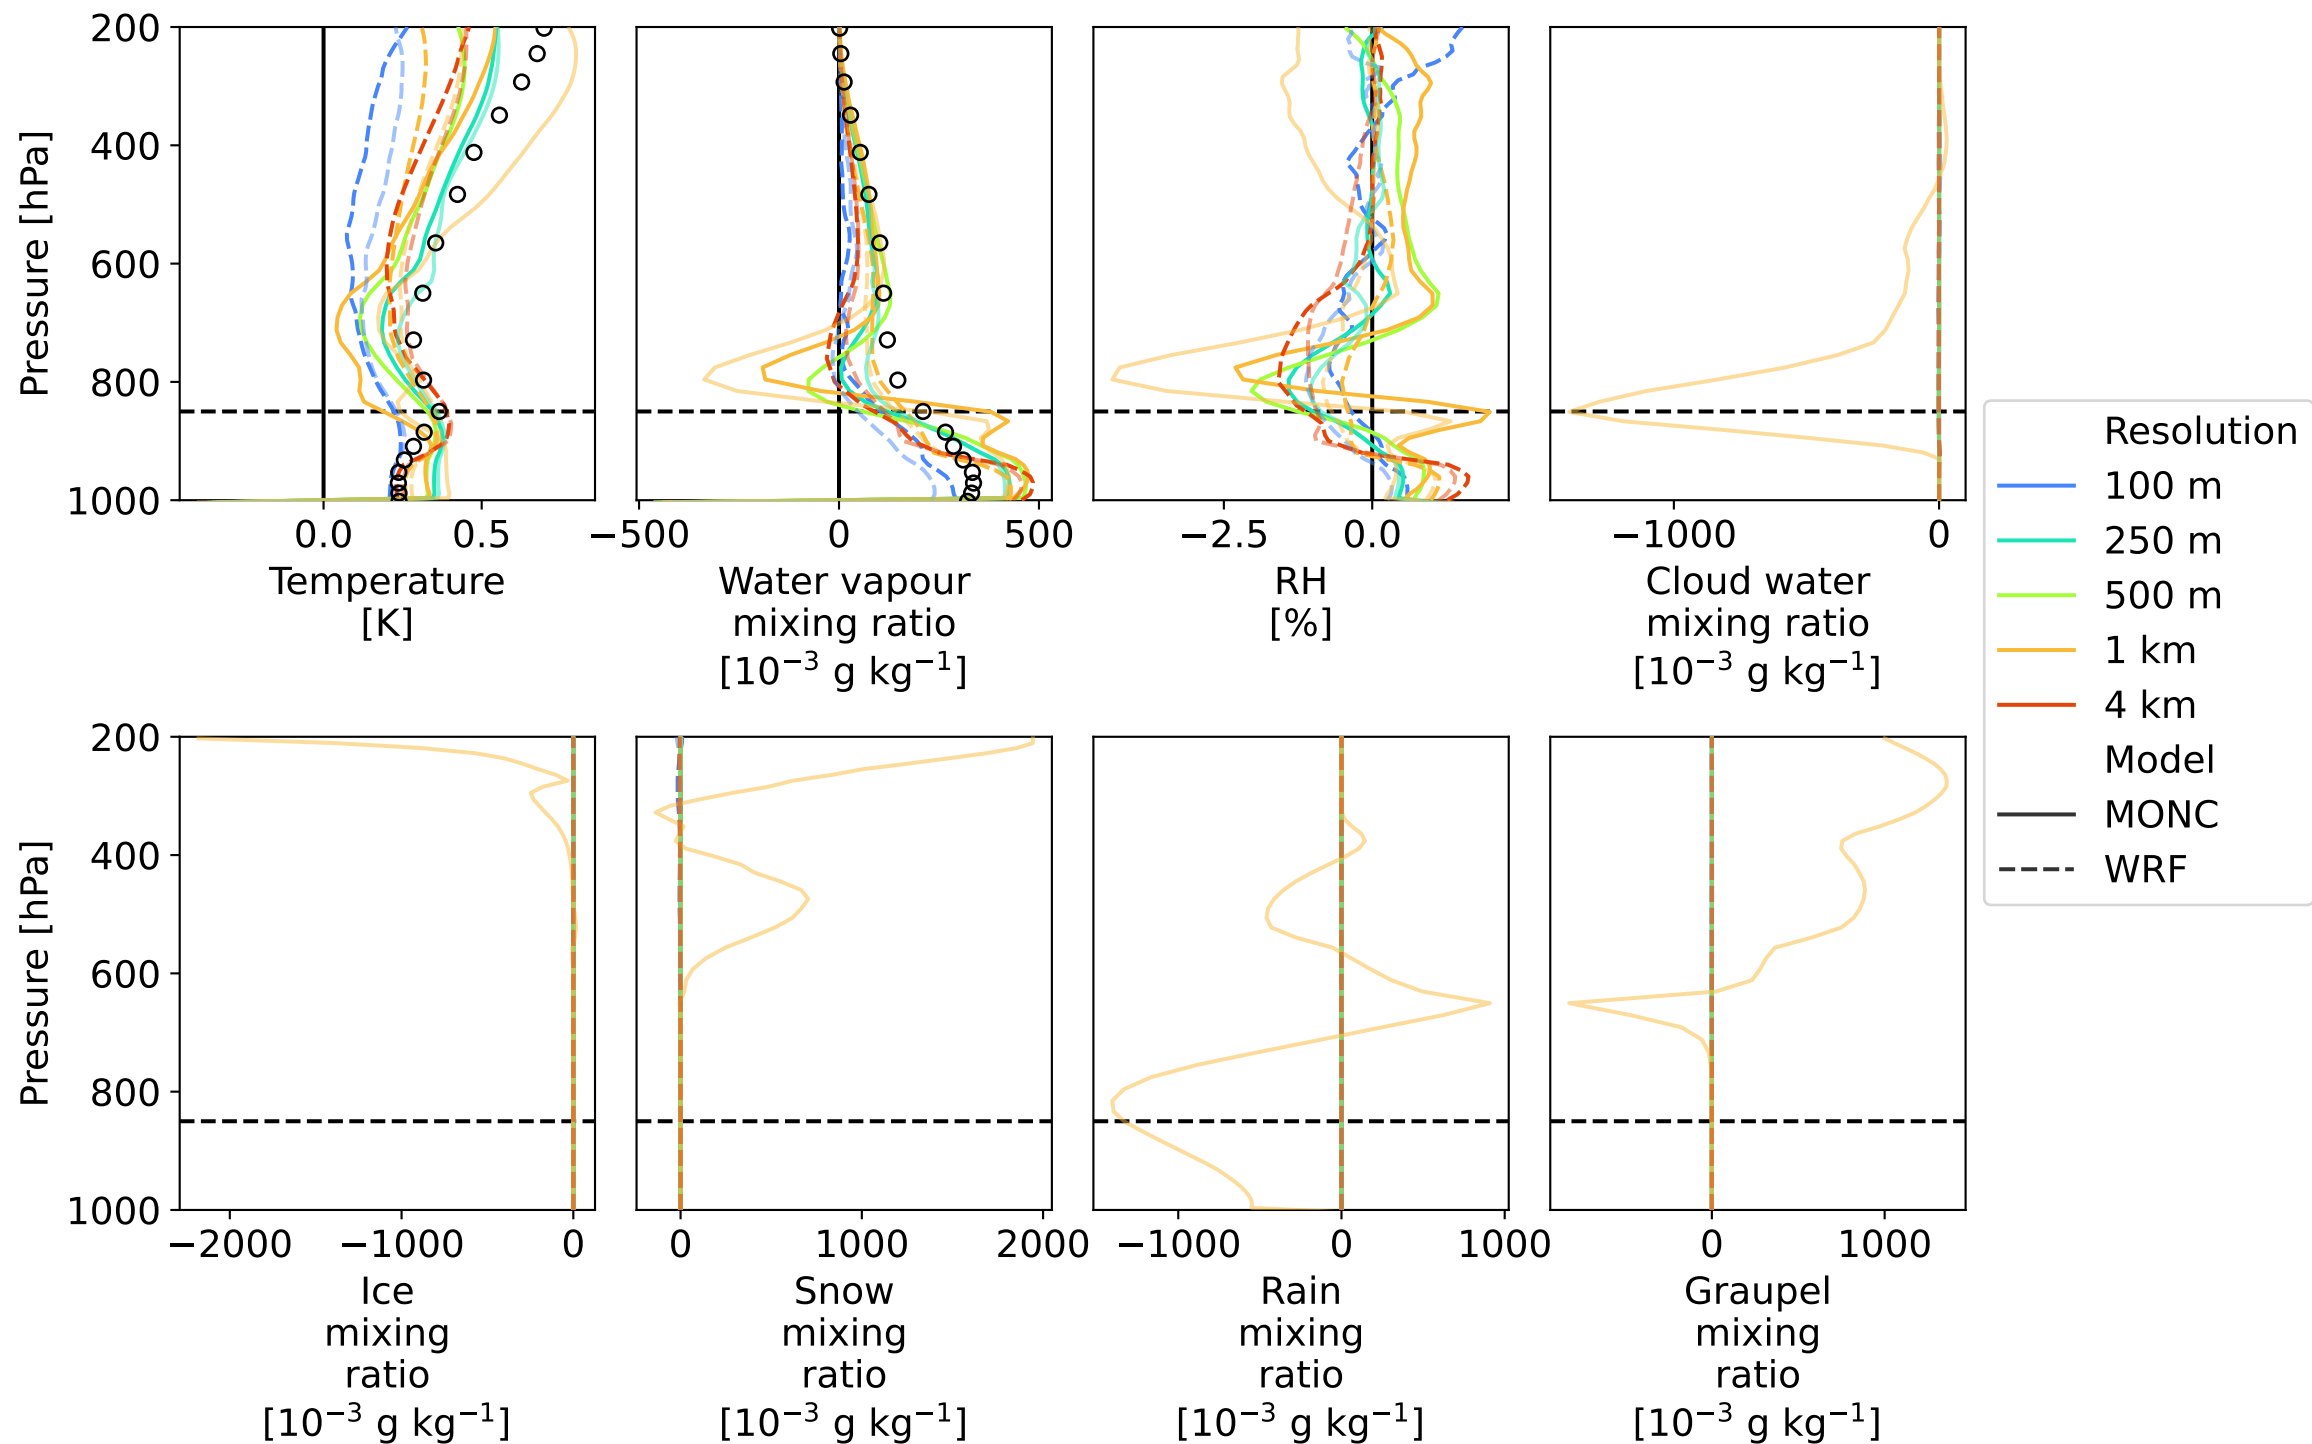 200
400
600
800
1000
Pressure [hPa]
0.0 0.5
Temperature
[K]
−500 0 500
Water vapour
mixing ratio
[10⁻³ g kg⁻¹]
−2.5 0.0
RH
[%]
−1000 0
Cloud water
mixing ratio
[10⁻³ g kg⁻¹]
Resolution
100 m
250 m
500 m
1 km
4 km
Model
MONC
WRF
200
400
600
800
1000
Pressure [hPa]
−2000 −1000 0
Ice
mixing
ratio
[10⁻³ g kg⁻¹]
0 1000 2000
Snow
mixing
ratio
[10⁻³ g kg⁻¹]
−1000 0 1000
Rain
mixing
ratio
[10⁻³ g kg⁻¹]
0 1000
Graupel
mixing
ratio
[10⁻³ g kg⁻¹]